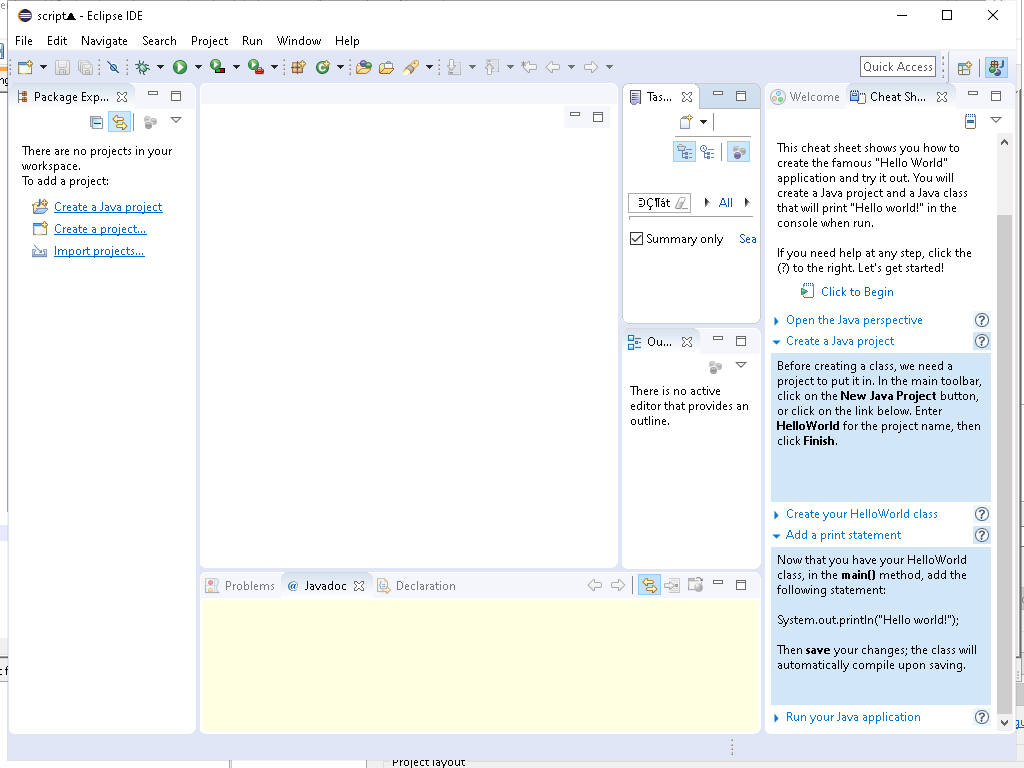 script▲ - Eclipse IDE
File Edit Navigate Search Project Run Window Help
Quick Access
Package Exp...
There are no projects in your
workspace.
To add a project:
Create a Java project
Create a project...
Import projects...
Tas...
All
Summary only Sea
Ou...
There is no active
editor that provides an
outline.
Problems @ Javadoc Declaration
Welcome Cheat Sh...
This cheat sheet shows you how to
create the famous "Hello World"
application and try it out. You will
create a Java project and a Java class
that will print "Hello world!" in the
console when run.
If you need help at any step, click the
(?) to the right. Let's get started!
Click to Begin
Open the Java perspective ?
Create a Java project ?
Before creating a class, we need a
project to put it in. In the main toolbar,
click on the New Java Project button,
or click on the link below. Enter
HelloWorld for the project name, then
click Finish.
Create your HelloWorld class ?
Add a print statement ?
Now that you have your HelloWorld
class, in the main() method, add the
following statement:
System.out.println("Hello world!");
Then save your changes; the class will
automatically compile upon saving.
Run your Java application ?
Project layout